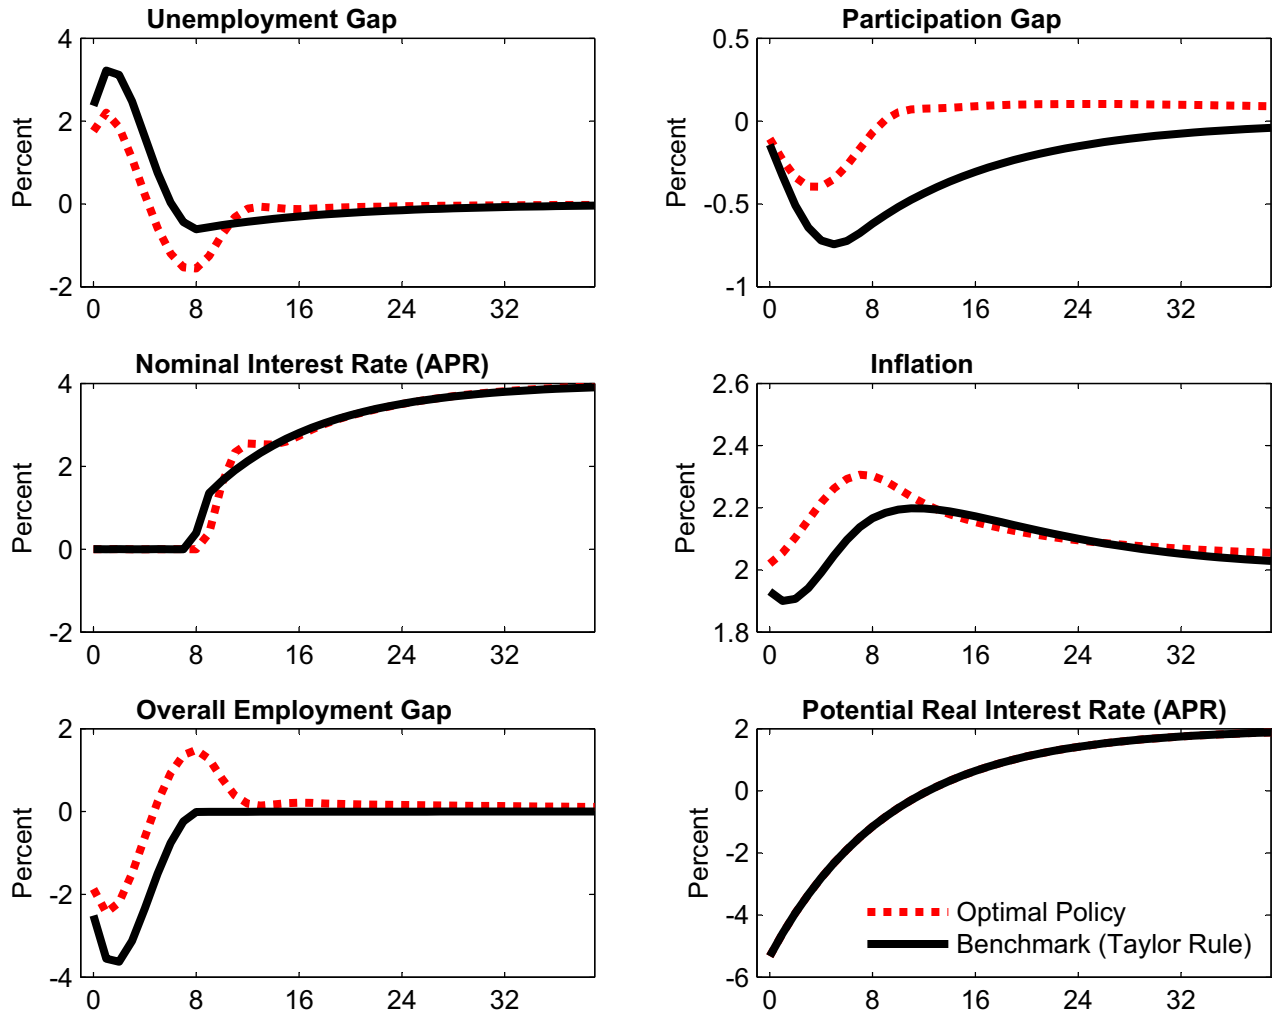 Unemployment Gap
Percent
4
2
0
-2
0 8 16 24 32
Participation Gap
Percent
0.5
0
-0.5
-1
0 8 16 24 32
Nominal Interest Rate (APR)
Percent
4
2
0
-2
0 8 16 24 32
Inflation
Percent
2.6
2.4
2.2
2
1.8
0 8 16 24 32
Overall Employment Gap
Percent
2
0
-2
-4
0 8 16 24 32
Potential Real Interest Rate (APR)
Percent
2
0
-2
-4
-6
0 8 16 24 32
Optimal Policy
Benchmark (Taylor Rule)